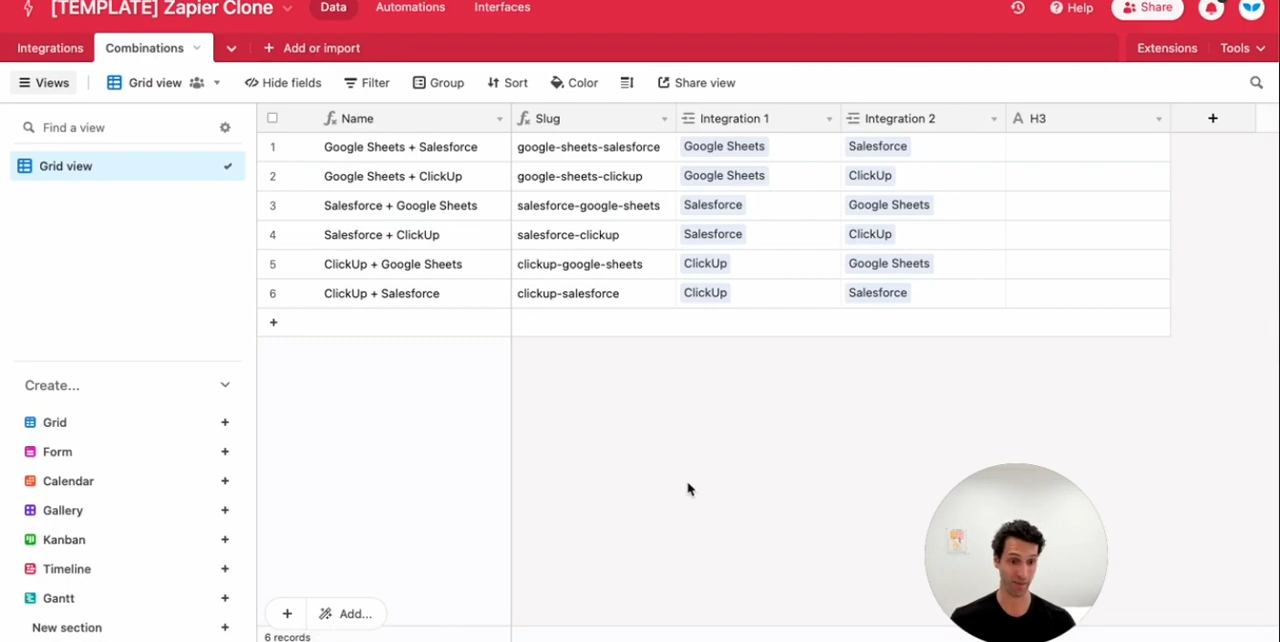 [TEMPLATE] Zapier Clone
Data
Automations
Interfaces
Help
Share
Integrations
Combinations
Add or import
Extensions
Tools
Views
Grid view
Hide fields
Filter
Group
Sort
Color
Share view
Find a view
Grid view
Name
Slug
Integration 1
Integration 2
H3
1
Google Sheets + Salesforce
google-sheets-salesforce
Google Sheets
Salesforce
2
Google Sheets + ClickUp
google-sheets-clickup
Google Sheets
ClickUp
3
Salesforce + Google Sheets
salesforce-google-sheets
Salesforce
Google Sheets
4
Salesforce + ClickUp
salesforce-clickup
Salesforce
ClickUp
5
ClickUp + Google Sheets
clickup-google-sheets
ClickUp
Google Sheets
6
ClickUp + Salesforce
clickup-salesforce
ClickUp
Salesforce
Create...
Grid
Form
Calendar
Gallery
Kanban
Timeline
Gantt
New section
Add...
6 records